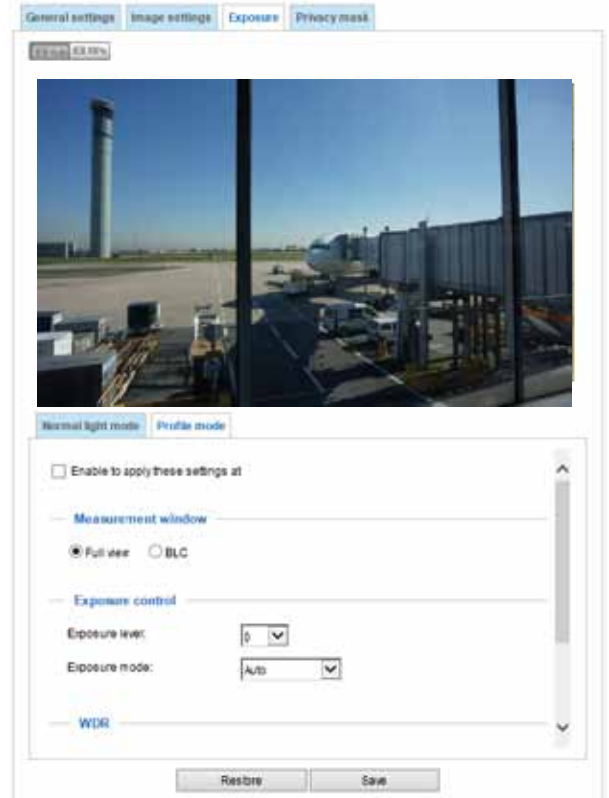 General settings Image settings Exposure Privacy mask
Normal light mode Profile mode
Enable to apply these settings at
Measurement window
Full view BLC
Exposure control
Exposure level: 0
Exposure mode: Auto
WDR
Restore Save